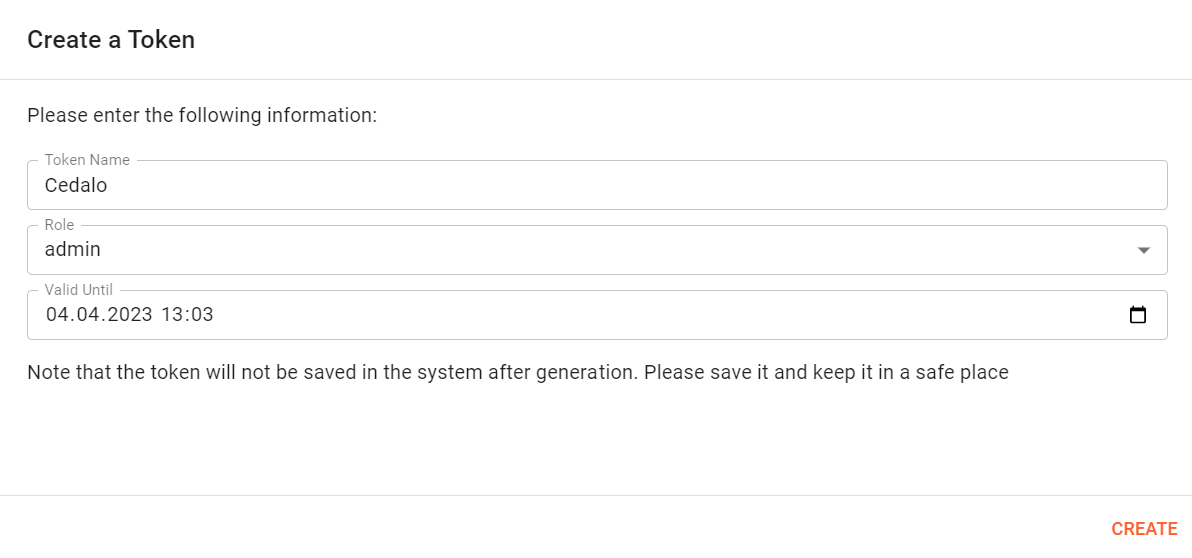 Create a Token
Please enter the following information:
Token Name
Cedalo
Role
admin
Valid Until
04.04.2023 13:03
Note that the token will not be saved in the system after generation. Please save it and keep it in a safe place
CREATE